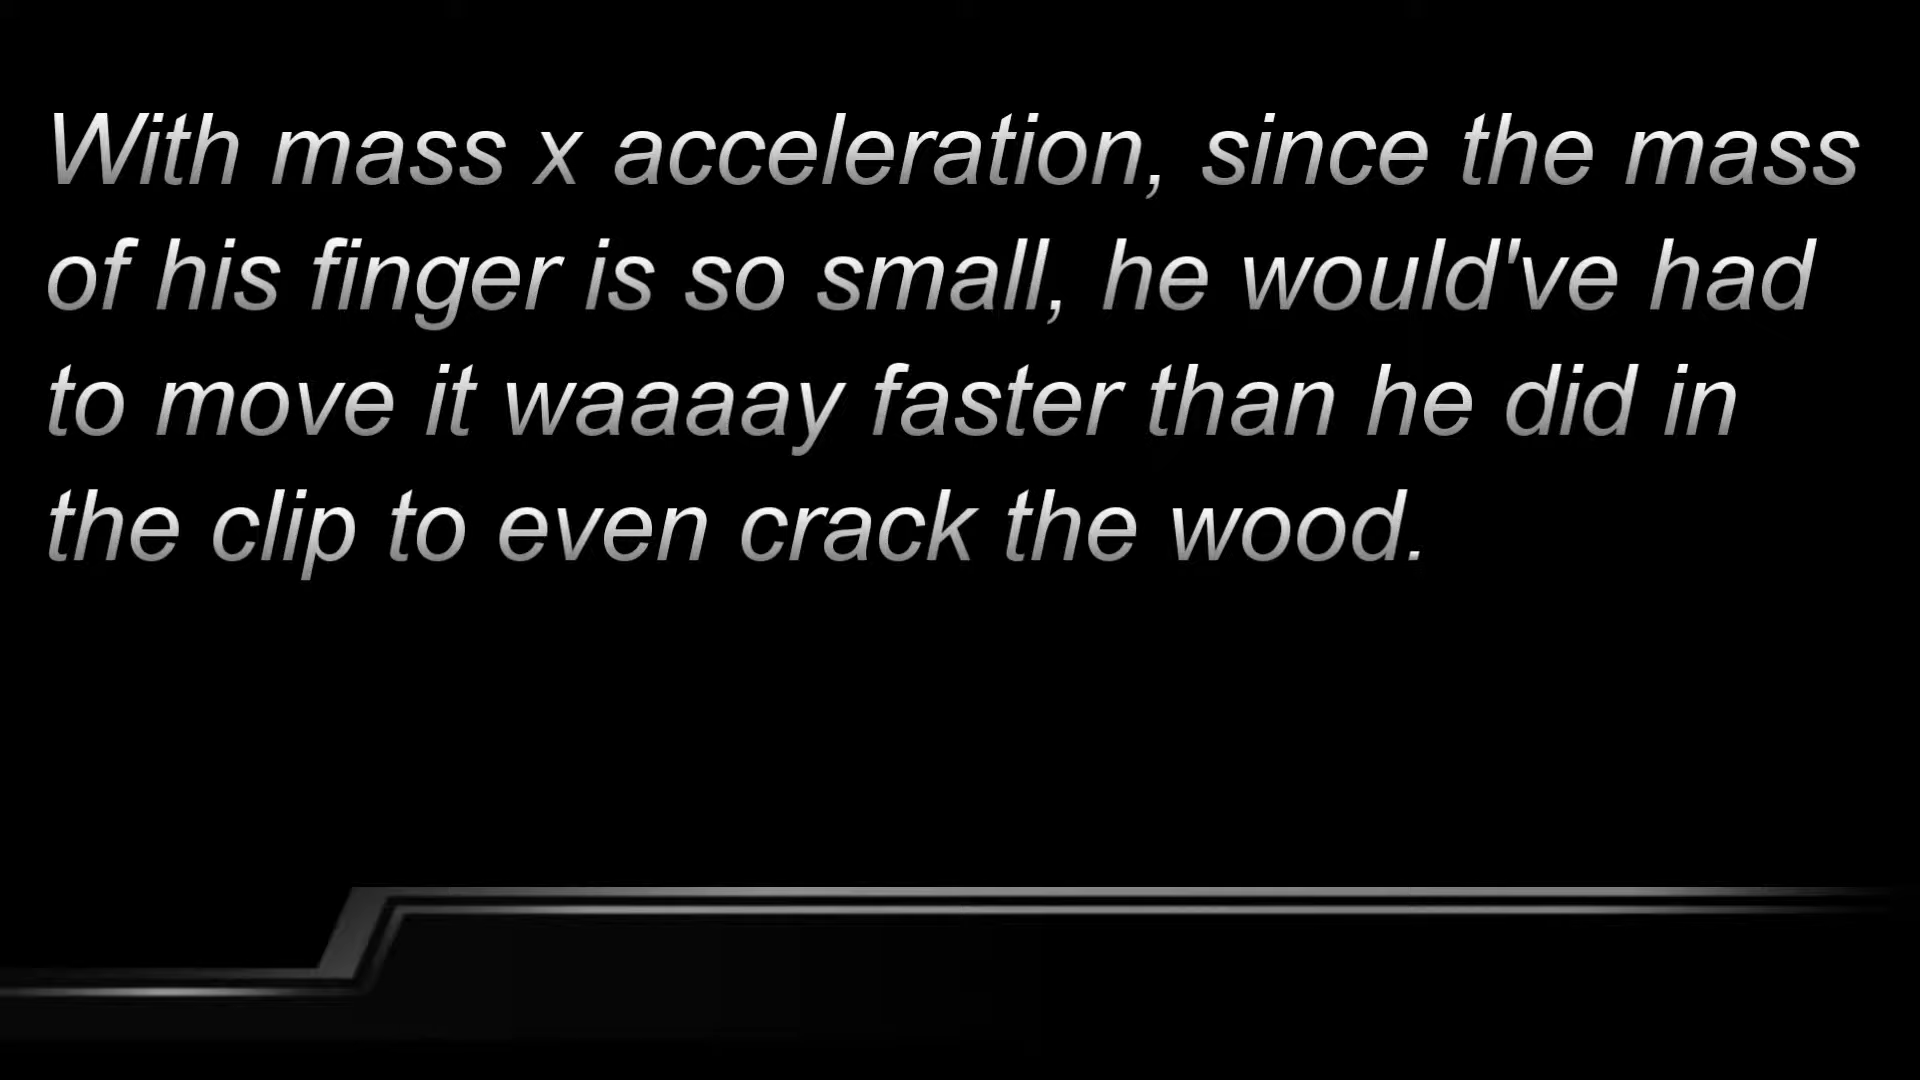 With mass x acceleration, since the mass
of his finger is so small, he would've had
to move it waaaay faster than he did in
the clip to even crack the wood.